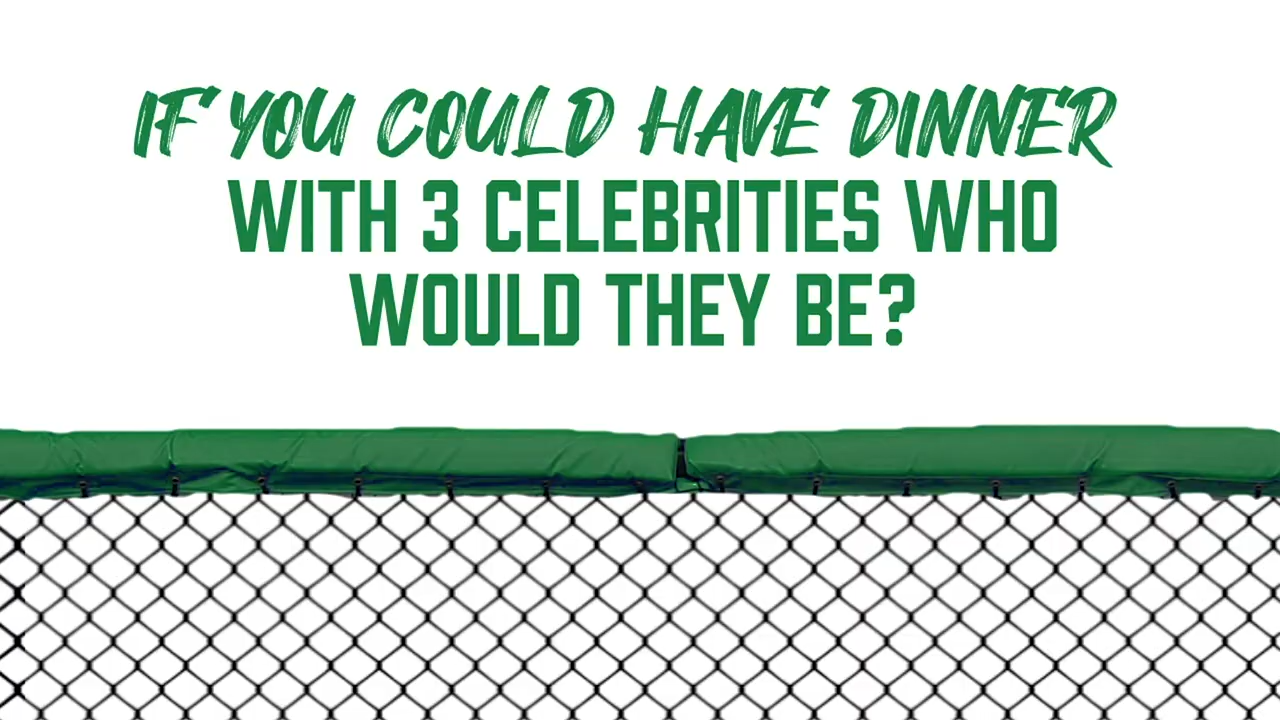 IF YOU COULD HAVE DINNER
WITH 3 CELEBRITIES WHO
WOULD THEY BE?